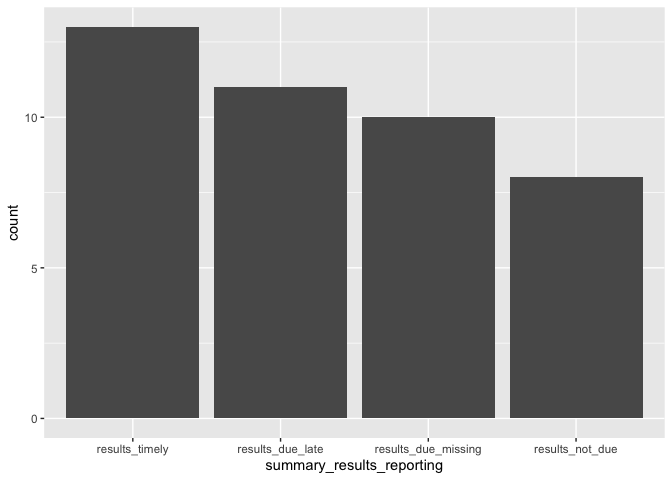 10
5
0
count
results_timely
results_due_late
results_due_missing
results_not_due
summary_results_reporting